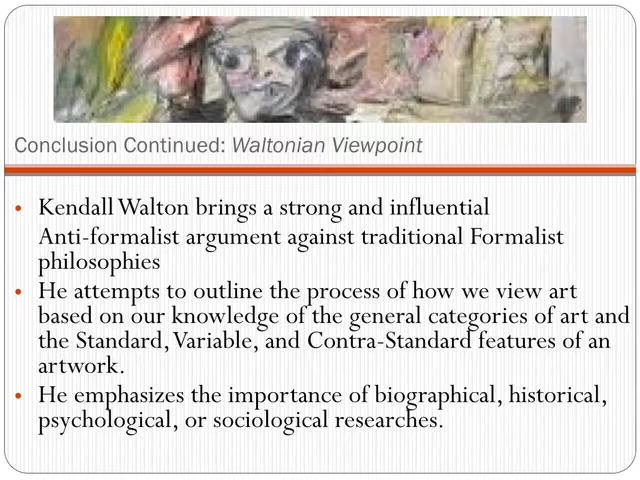 Conclusion Continued: Waltonian Viewpoint
• Kendall Walton brings a strong and influential
Anti-formalist argument against traditional Formalist
philosophies
• He attempts to outline the process of how we view art
based on our knowledge of the general categories of art and
the Standard, Variable, and Contra-Standard features of an
artwork.
• He emphasizes the importance of biographical, historical,
psychological, or sociological researches.